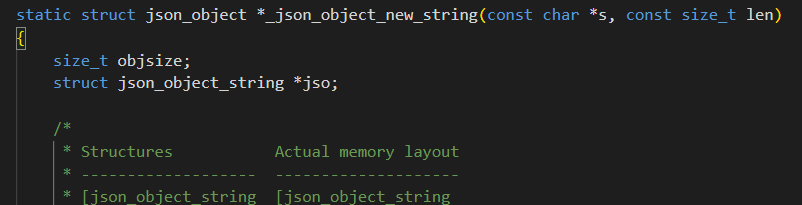 static struct json_object *_json_object_new_string(const char *s, const size_t len)
{
    size_t objsize;
    struct json_object_string *jso;

    /*
     * Structures           Actual memory layout
     * -------------------  --------------------
     * [json_object_string  [json_object_string